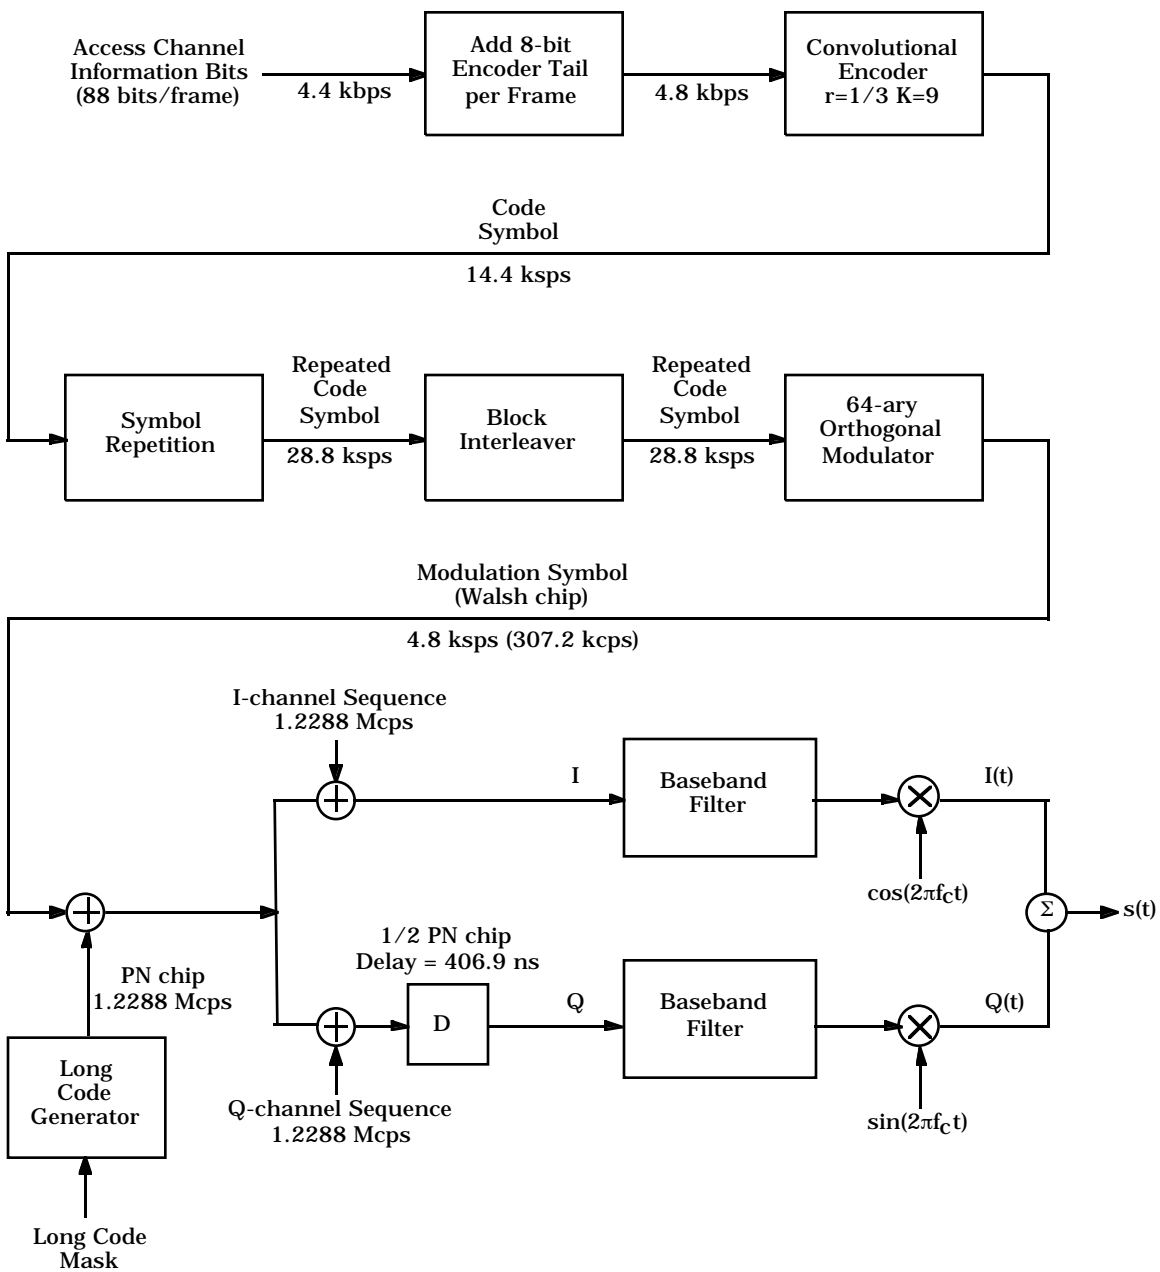 Access Channel
Information Bits
(88 bits/frame)
4.4 kbps
Add 8-bit
Encoder Tail
per Frame
4.8 kbps
Convolutional
Encoder
r=1/3 K=9
Code
Symbol
14.4 ksps
Symbol
Repetition
Repeated
Code
Symbol
28.8 ksps
Block
Interleaver
Repeated
Code
Symbol
28.8 ksps
64-ary
Orthogonal
Modulator
Modulation Symbol
(Walsh chip)
4.8 ksps (307.2 kcps)
I-channel Sequence
1.2288 Mcps
I
Baseband
Filter
I(t)
cos(2πfct)
Σ
s(t)
1/2 PN chip
Delay = 406.9 ns
PN chip
1.2288 Mcps
D
Q
Baseband
Filter
Q(t)
sin(2πfct)
Long
Code
Generator
Q-channel Sequence
1.2288 Mcps
Long Code
Mask